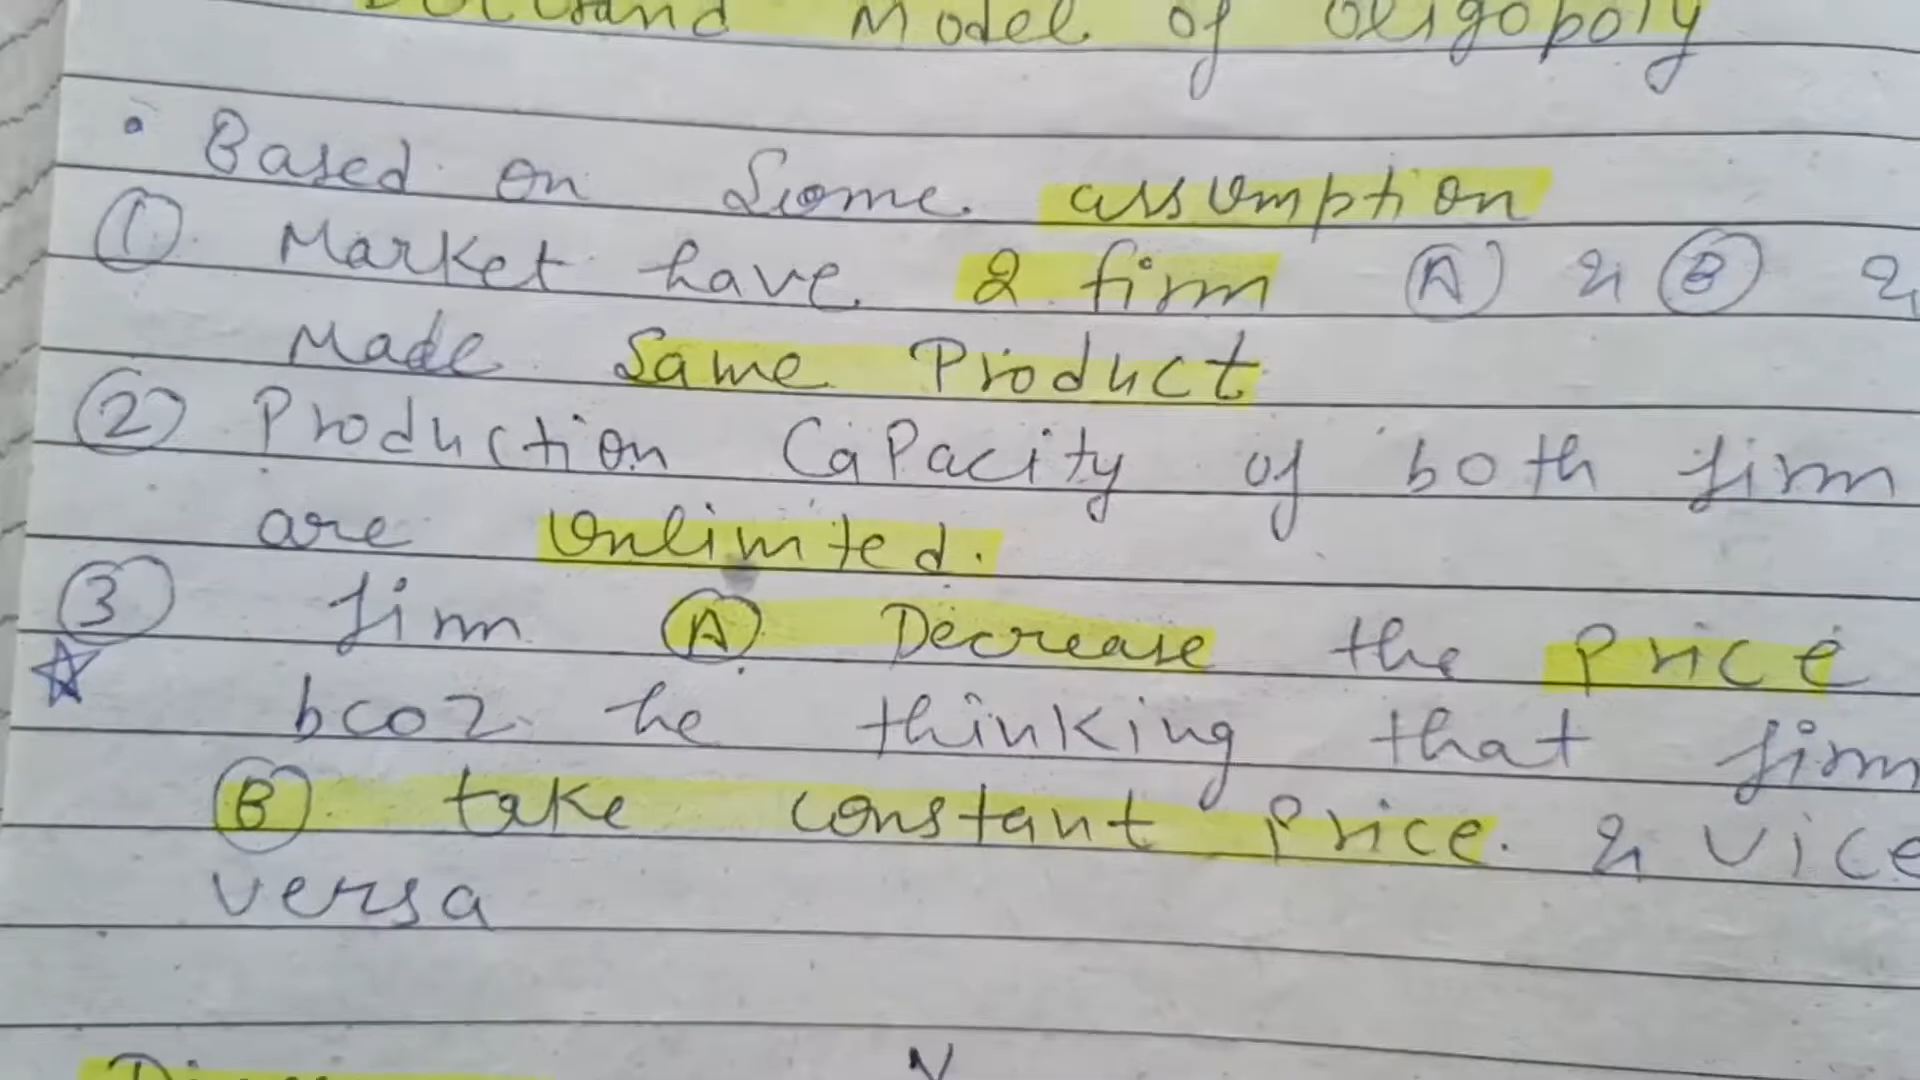 Model of Oligopoly
• Based on Some assumption
① Market have 2 firm Ⓐ & Ⓑ &
Made Same Product
② Production CaPacity of both firm
are Unlimited.
③ firm Ⓐ Decrease the Price
☆ bcoz he thinking that firm
Ⓑ take constant Price. & vice
versa